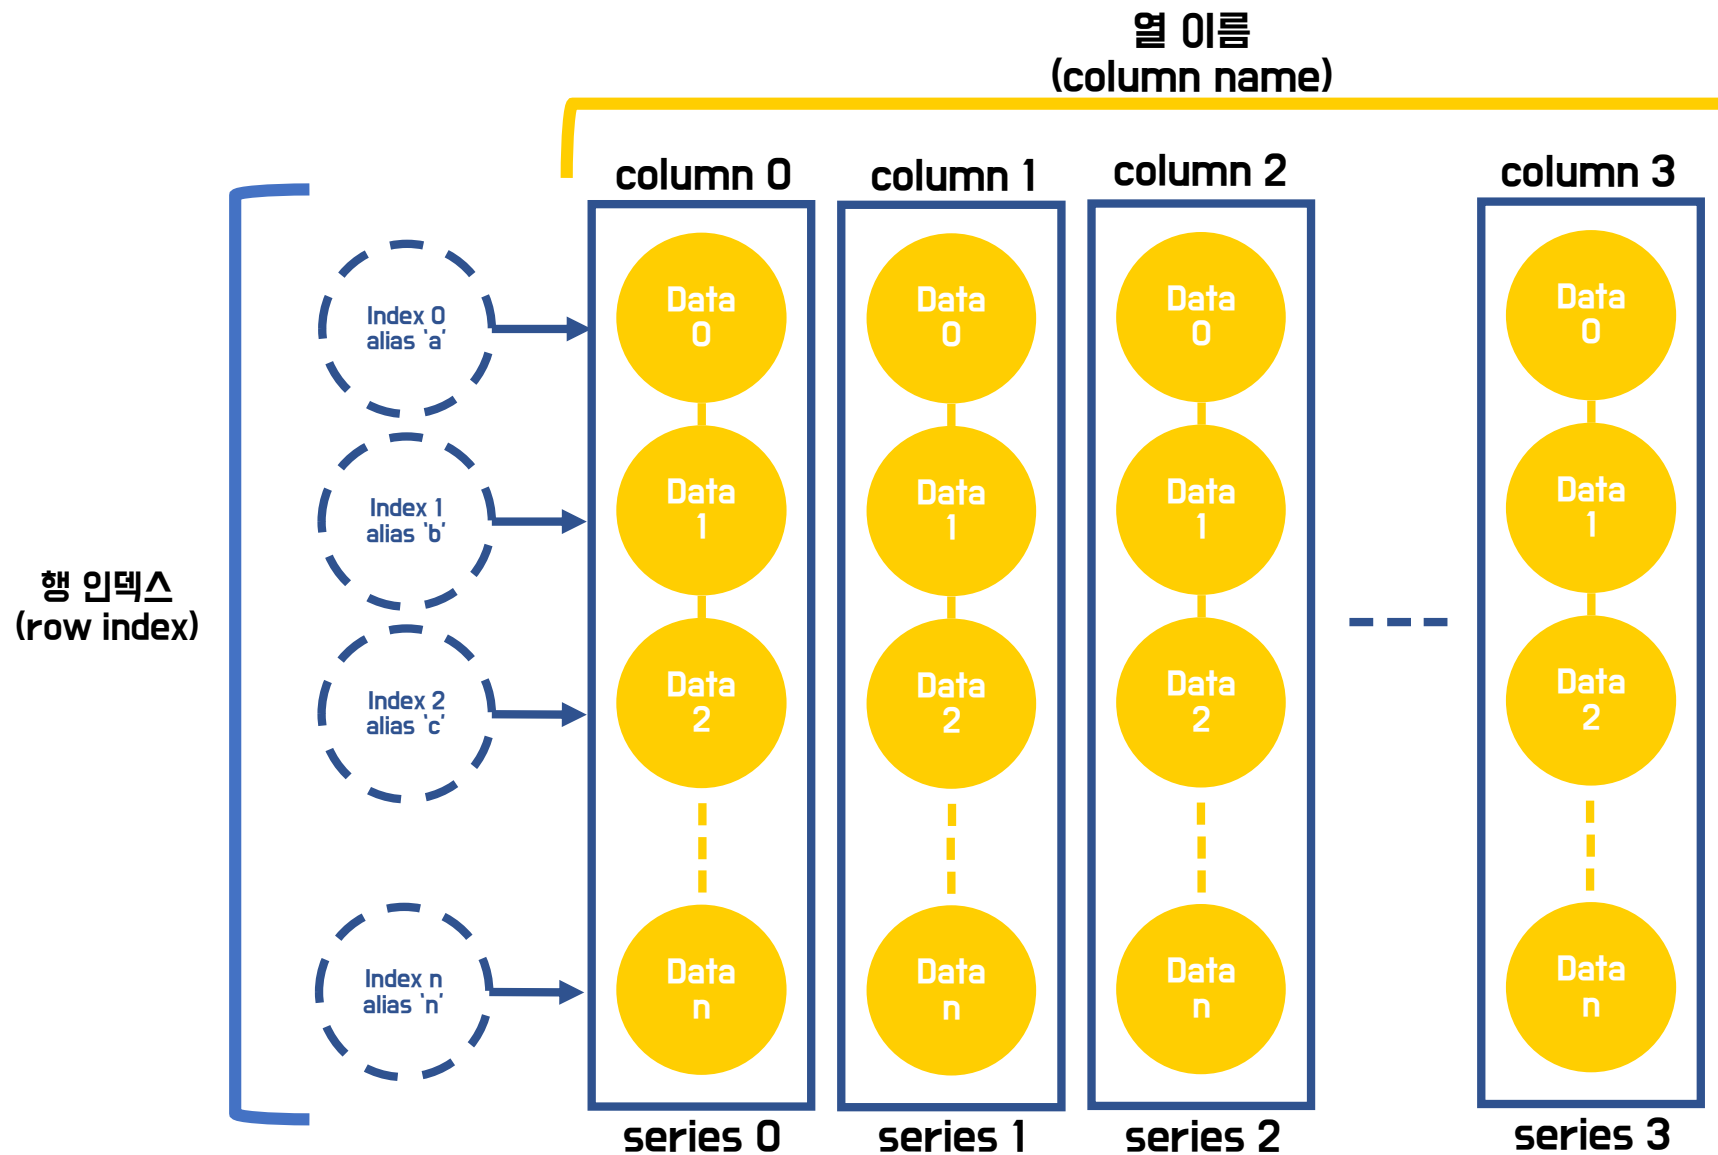 열 이름
(column name)
column 0
column 1
column 2
column 3
행 인덱스
(row index)
Index 0
alias 'a'
Data
0
Data
0
Data
0
Data
0
Index 1
alias 'b'
Data
1
Data
1
Data
1
Data
1
Index 2
alias 'c'
Data
2
Data
2
Data
2
Data
2
Index n
alias 'n'
Data
n
Data
n
Data
n
Data
n
series 0
series 1
series 2
series 3